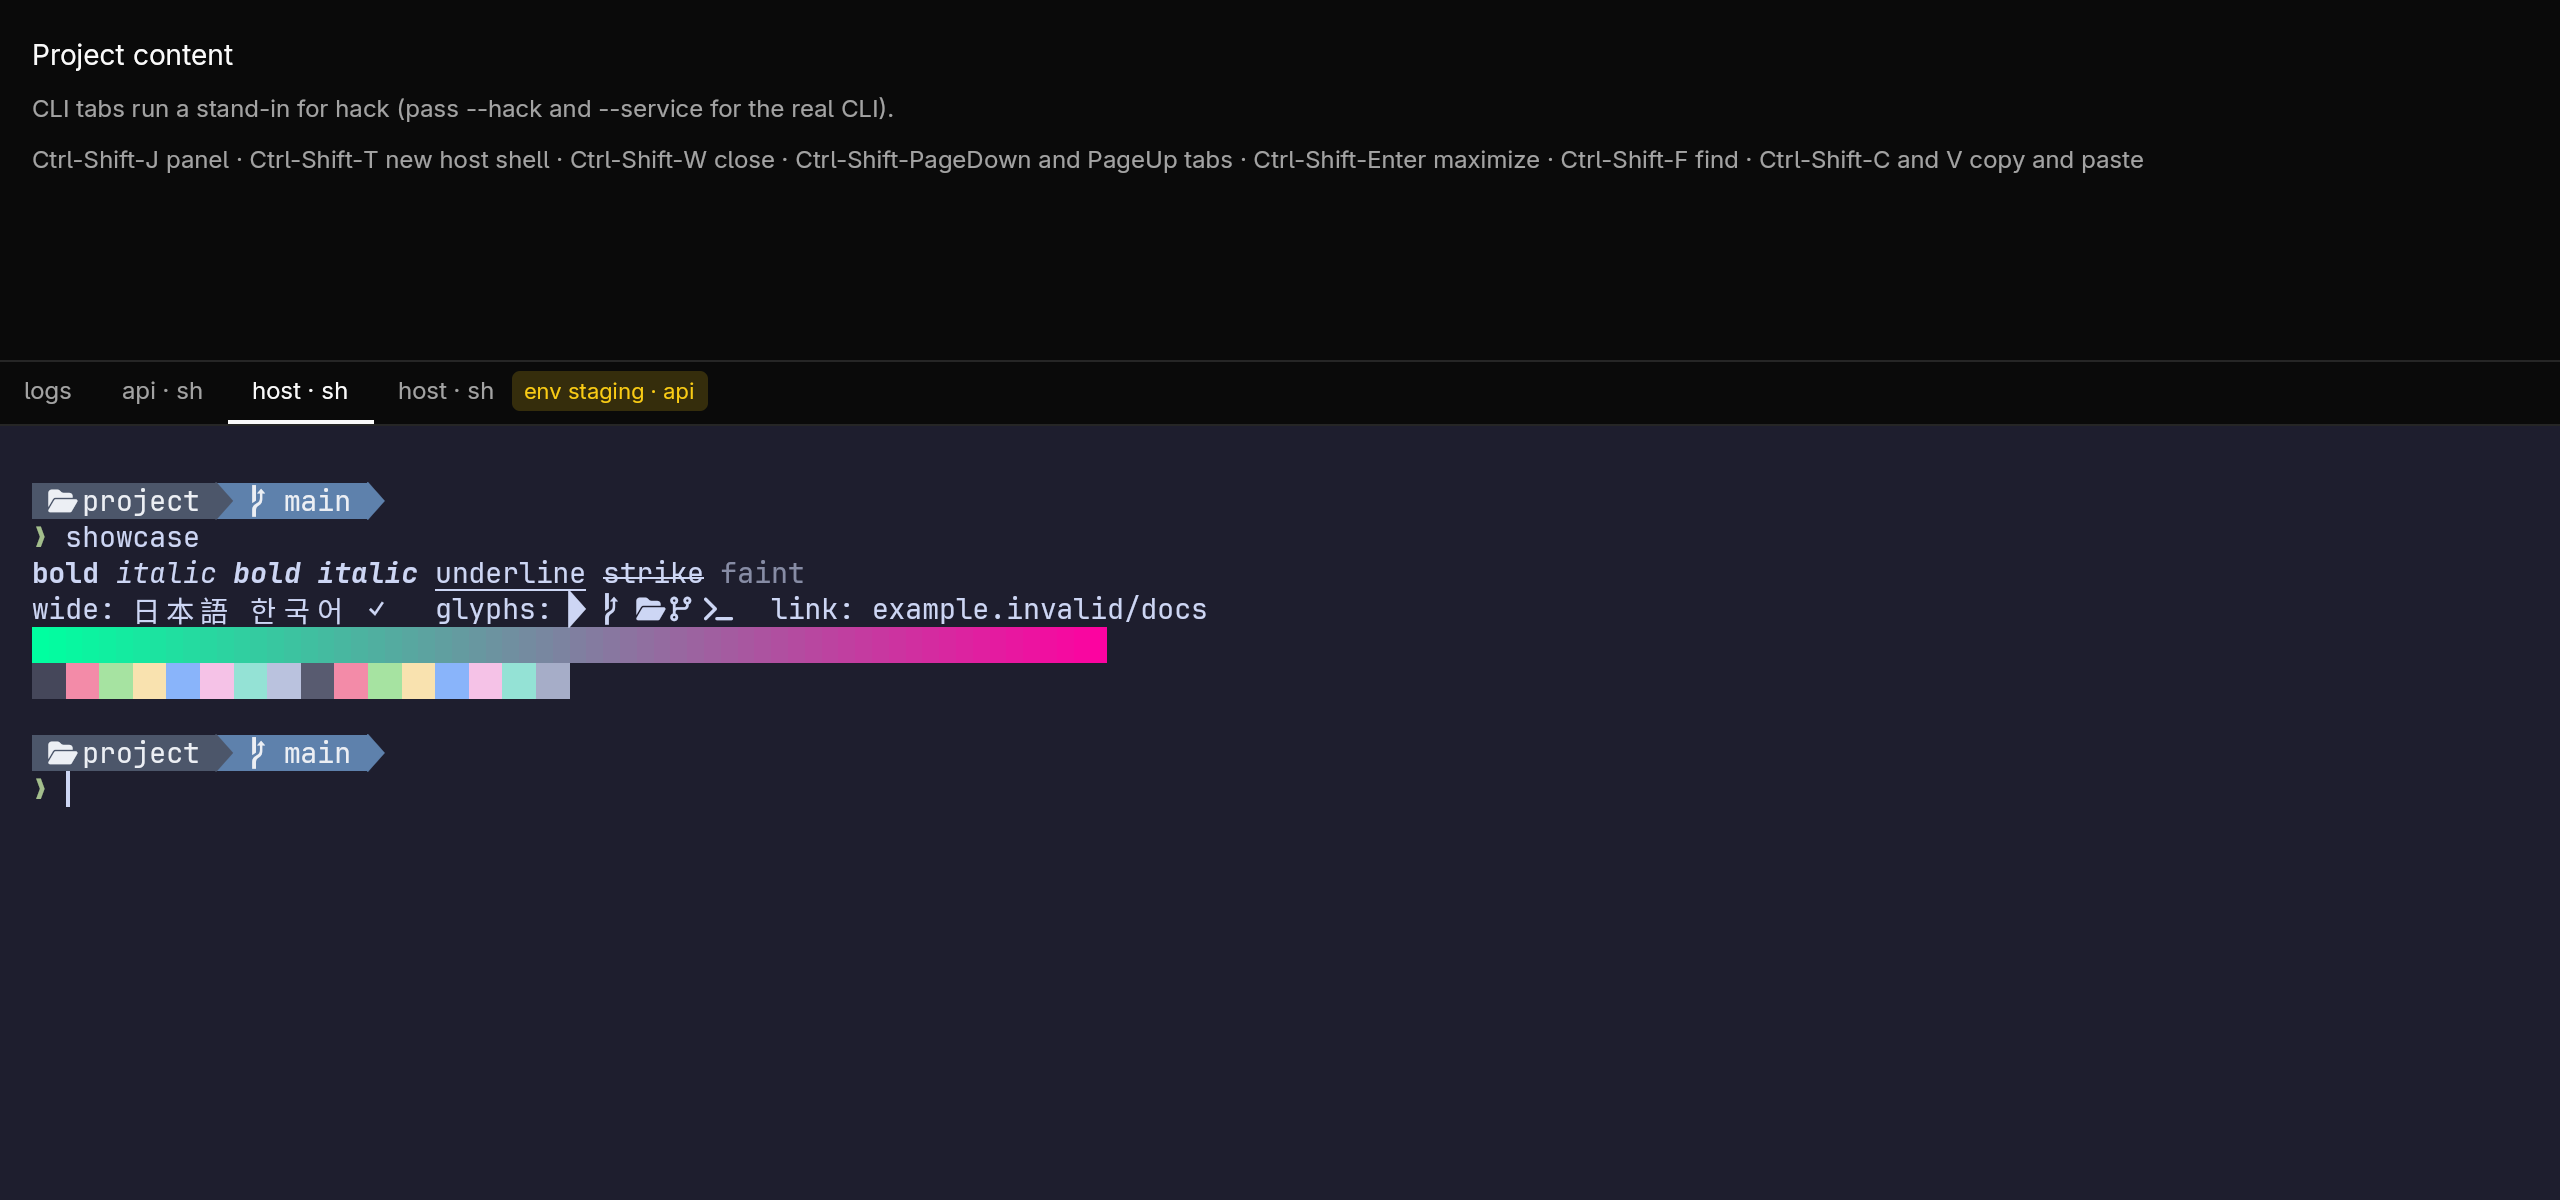 Project content
CLI tabs run a stand-in for hack (pass --hack and --service for the real CLI).
Ctrl-Shift-J panel · Ctrl-Shift-T new host shell · Ctrl-Shift-W close · Ctrl-Shift-PageDown and PageUp tabs · Ctrl-Shift-Enter maximize · Ctrl-Shift-F find · Ctrl-Shift-C and V copy and paste
logs api · sh host · sh host · sh env staging · api
project main
❯ showcase
bold italic bold italic underline strike faint
wide: 日本語 한국어 ✓ glyphs: link: example.invalid/docs
project main
❯